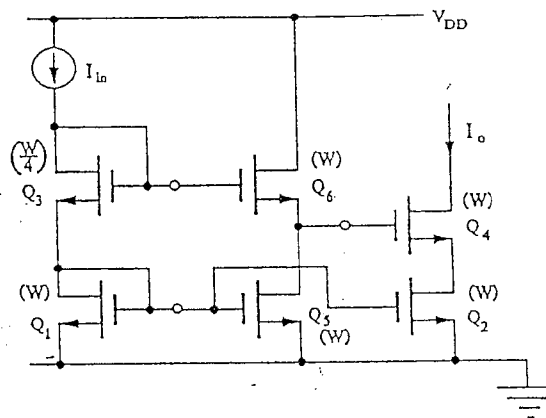 V_DD
I_In
I_o
(W/4)
Q_3
(W)
Q_6
(W)
Q_4
(W)
Q_1
Q_5
(W)
(W)
Q_2